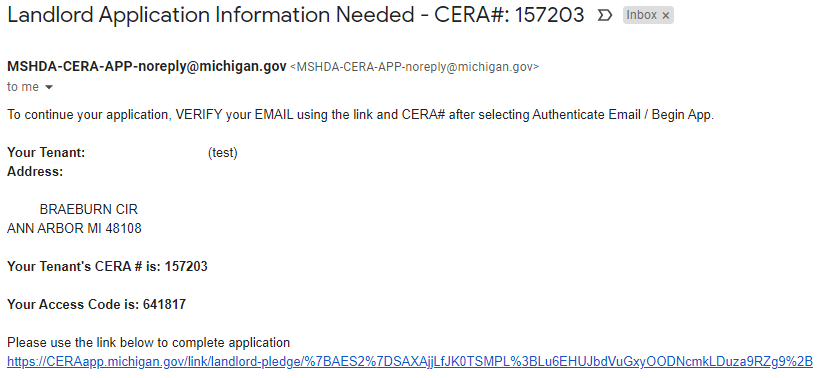 Landlord Application Information Needed - CERA#: 157203 Inbox x
MSHDA-CERA-APP-noreply@michigan.gov <MSHDA-CERA-APP-noreply@michigan.gov>
to me
To continue your application, VERIFY your EMAIL using the link and CERA# after selecting Authenticate Email / Begin App.
Your Tenant: (test)
Address:
BRAEBURN CIR
ANN ARBOR MI 48108
Your Tenant's CERA # is: 157203
Your Access Code is: 641817
Please use the link below to complete application
https://CERAapp.michigan.gov/link/landlord-pledge/%7BAES2%7DSAXAjjLfJK0TSMPL%3BLu6EHUJbdVuGxyOODNcmkLDuza9RZg9%2B